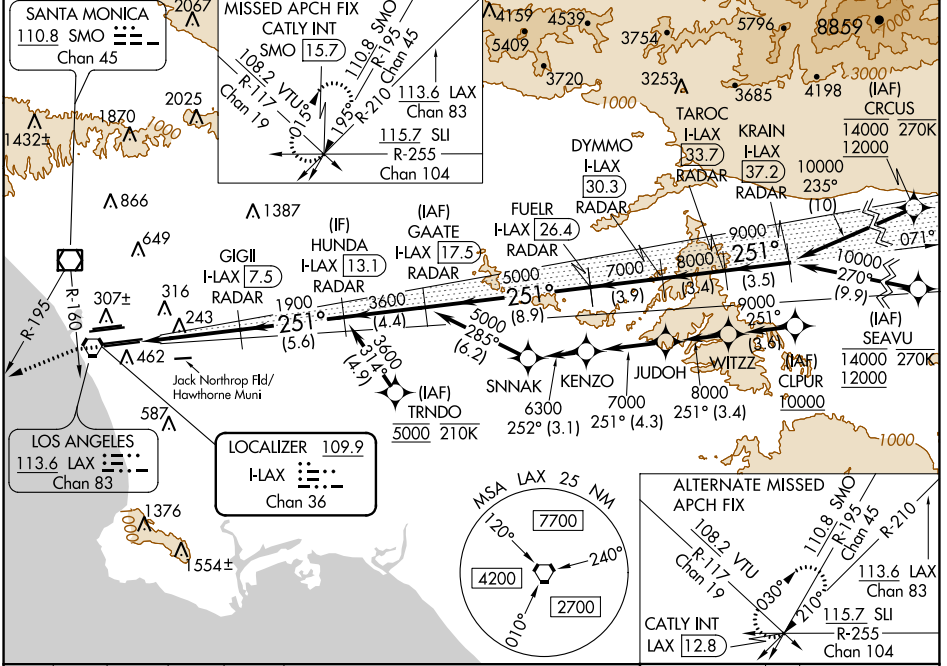 SANTA MONICA
110.8 SMO
Chan 45
2067
MISSED APCH FIX
CATLY INT
SMO 15.7
110.8 SMO
R-195
Chan 45
R-210
108.2 VTU
R-117
Chan 19
015°
195°
113.6 LAX
Chan 83
115.7 SLI
R-255
Chan 104
4159
4539
5409
3720
3754
5796
8859
3253
3685
4198
3000
1000
1432±
1870
2025
1000
866
1387
649
307±
316
243
462
587
R-195
R-160
(IAF)
CRCUS
14000 270K
12000
TAROC
I-LAX
33.7
RADAR
KRAIN
I-LAX
37.2
RADAR
DYMMO
I-LAX
30.3
RADAR
10000
235°
(10)
FUELR
I-LAX 26.4
RADAR
(IAF)
GAATE
I-LAX 17.5
RADAR
(IF)
HUNDA
I-LAX 13.1
RADAR
GIGII
I-LAX 7.5
RADAR
071°
9000
251°
(3.5)
8000
(3.4)
7000
(3.9)
5000
251°
(8.9)
3600
(4.4)
1900
251°
(5.6)
10000
270°
(9.9)
9000
251°
(3.6)
(IAF)
SEAVU
14000 270K
12000
5000
285°
(6.2)
3600
314°
(4.9)
SNNAK
KENZO
JUDOH
WITZZ
(IAF)
CLPUR
10000
6300
252° (3.1)
7000
251° (4.3)
8000
251° (3.4)
(IAF)
TRNDO
5000 210K
Jack Northrop Fld/
Hawthorne Muni
LOS ANGELES
113.6 LAX
Chan 83
LOCALIZER 109.9
I-LAX
Chan 36
1376
1554±
1000
MSA LAX 25 NM
120°
240°
010°
7700
4200
2700
ALTERNATE MISSED
APCH FIX
110.8 SMO
R-195
Chan 45
R-210
108.2 VTU
R-117
Chan 19
030°
210°
113.6 LAX
Chan 83
CATLY INT
LAX 12.8
115.7 SLI
R-255
Chan 104